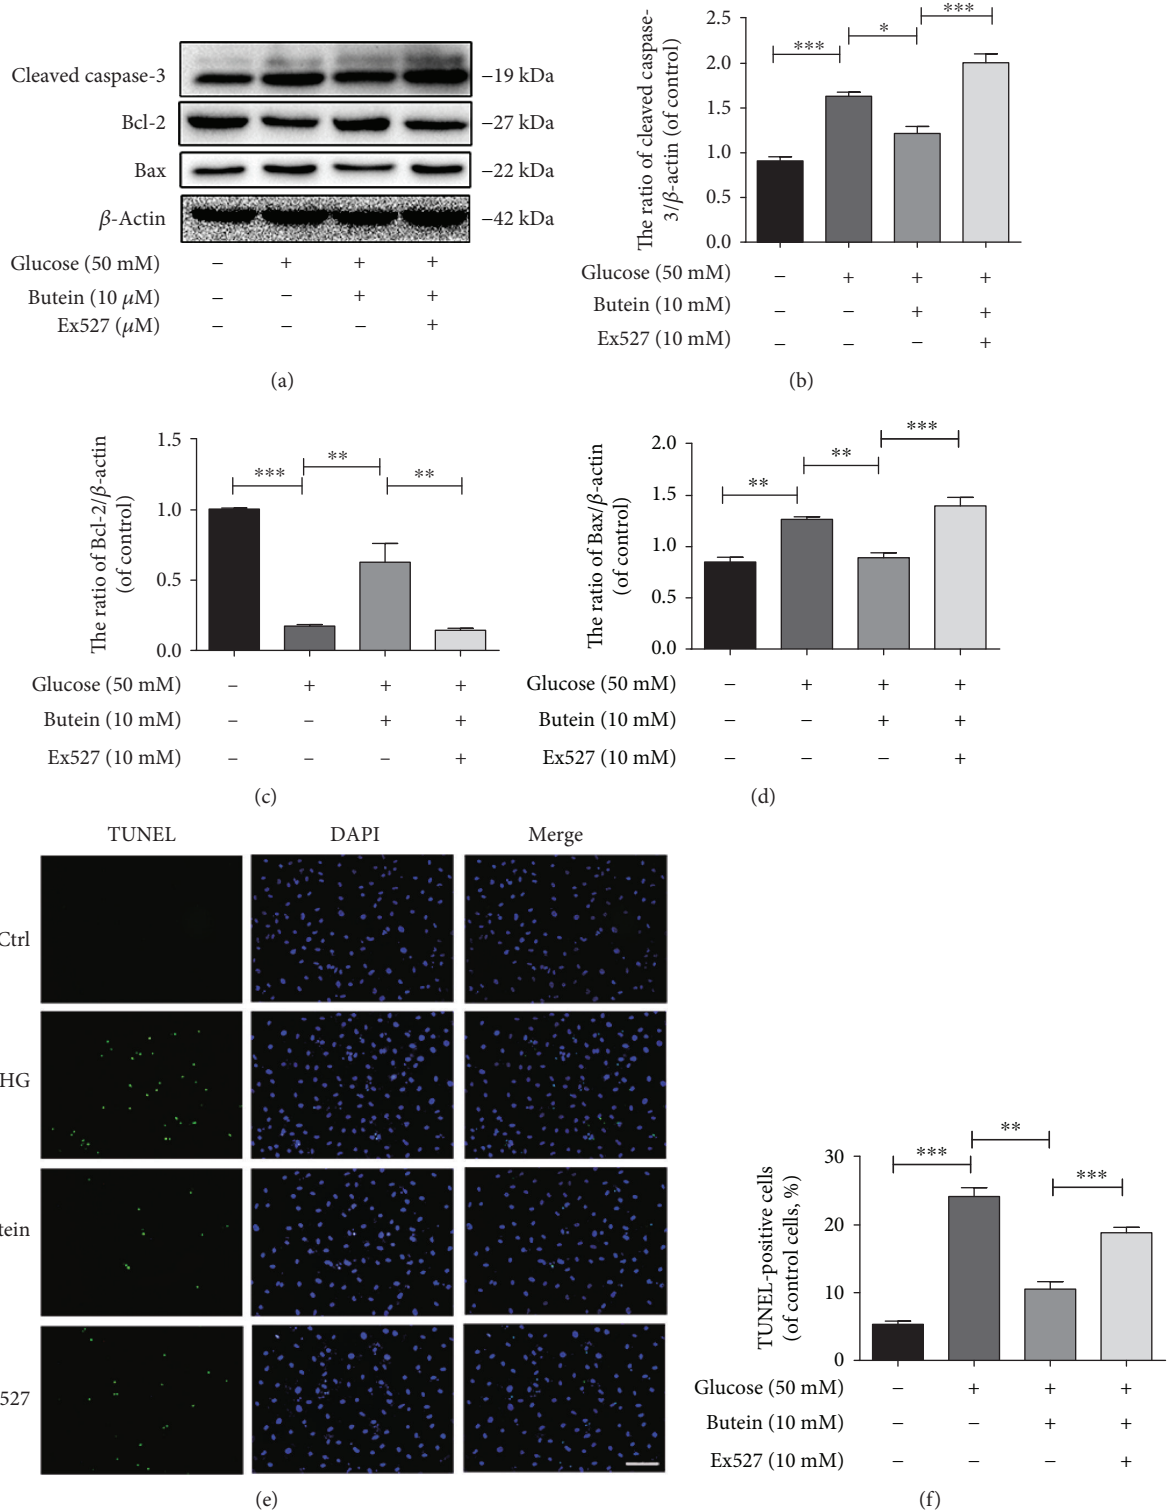 Cleaved caspase-3
−19 kDa
Bcl-2
−27 kDa
Bax
−22 kDa
β-Actin
−42 kDa
Glucose (50 mM) − + + +
Butein (10 μM) − − + +
Ex527 (μM) − − − +
(a)
The ratio of cleaved caspase-
3/β-actin (of control)
2.5
2.0
1.5
1.0
0.5
0.0
***
*
***
Glucose (50 mM) − + + +
Butein (10 mM) − − + +
Ex527 (10 mM) − − − +
(b)
The ratio of Bcl-2/β-actin
(of control)
1.5
1.0
0.5
0.0
***
**
**
Glucose (50 mM) − + + +
Butein (10 mM) − − + +
Ex527 (10 mM) − − − +
(c)
The ratio of Bax/β-actin
(of control)
2.0
1.5
1.0
0.5
0.0
**
**
***
Glucose (50 mM) − + + +
Butein (10 mM) − − + +
Ex527 (10 mM) − − − +
(d)
TUNEL DAPI Merge
Ctrl
HG
tein
527
(e)
TUNEL-positive cells
(of control cells, %)
30
20
10
0
***
**
***
Glucose (50 mM) − + + +
Butein (10 mM) − − + +
Ex527 (10 mM) − − − +
(f)